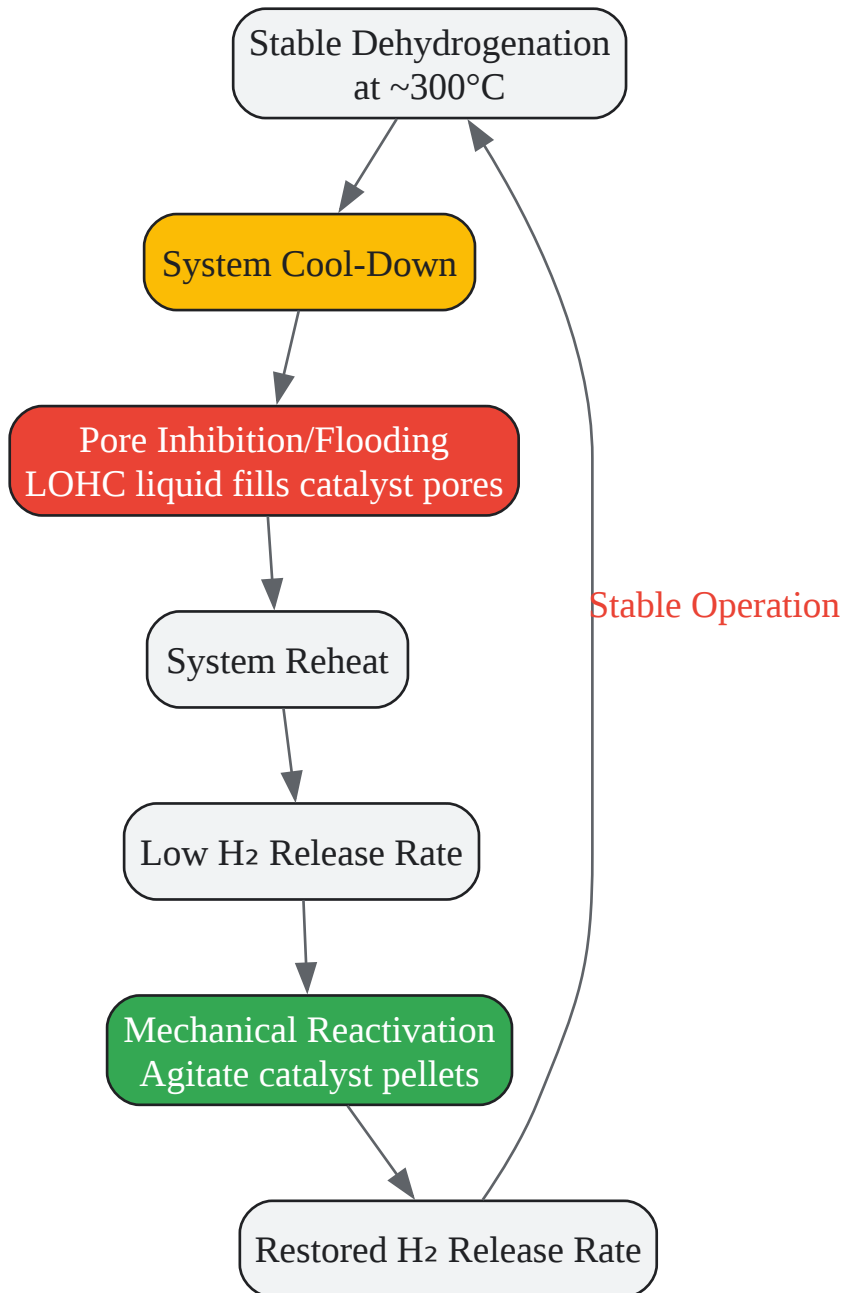 Stable Dehydrogenation
at ~300°C
System Cool-Down
Pore Inhibition/Flooding
LOHC liquid fills catalyst pores
Stable Operation
System Reheat
Low H₂ Release Rate
Mechanical Reactivation
Agitate catalyst pellets
Restored H₂ Release Rate